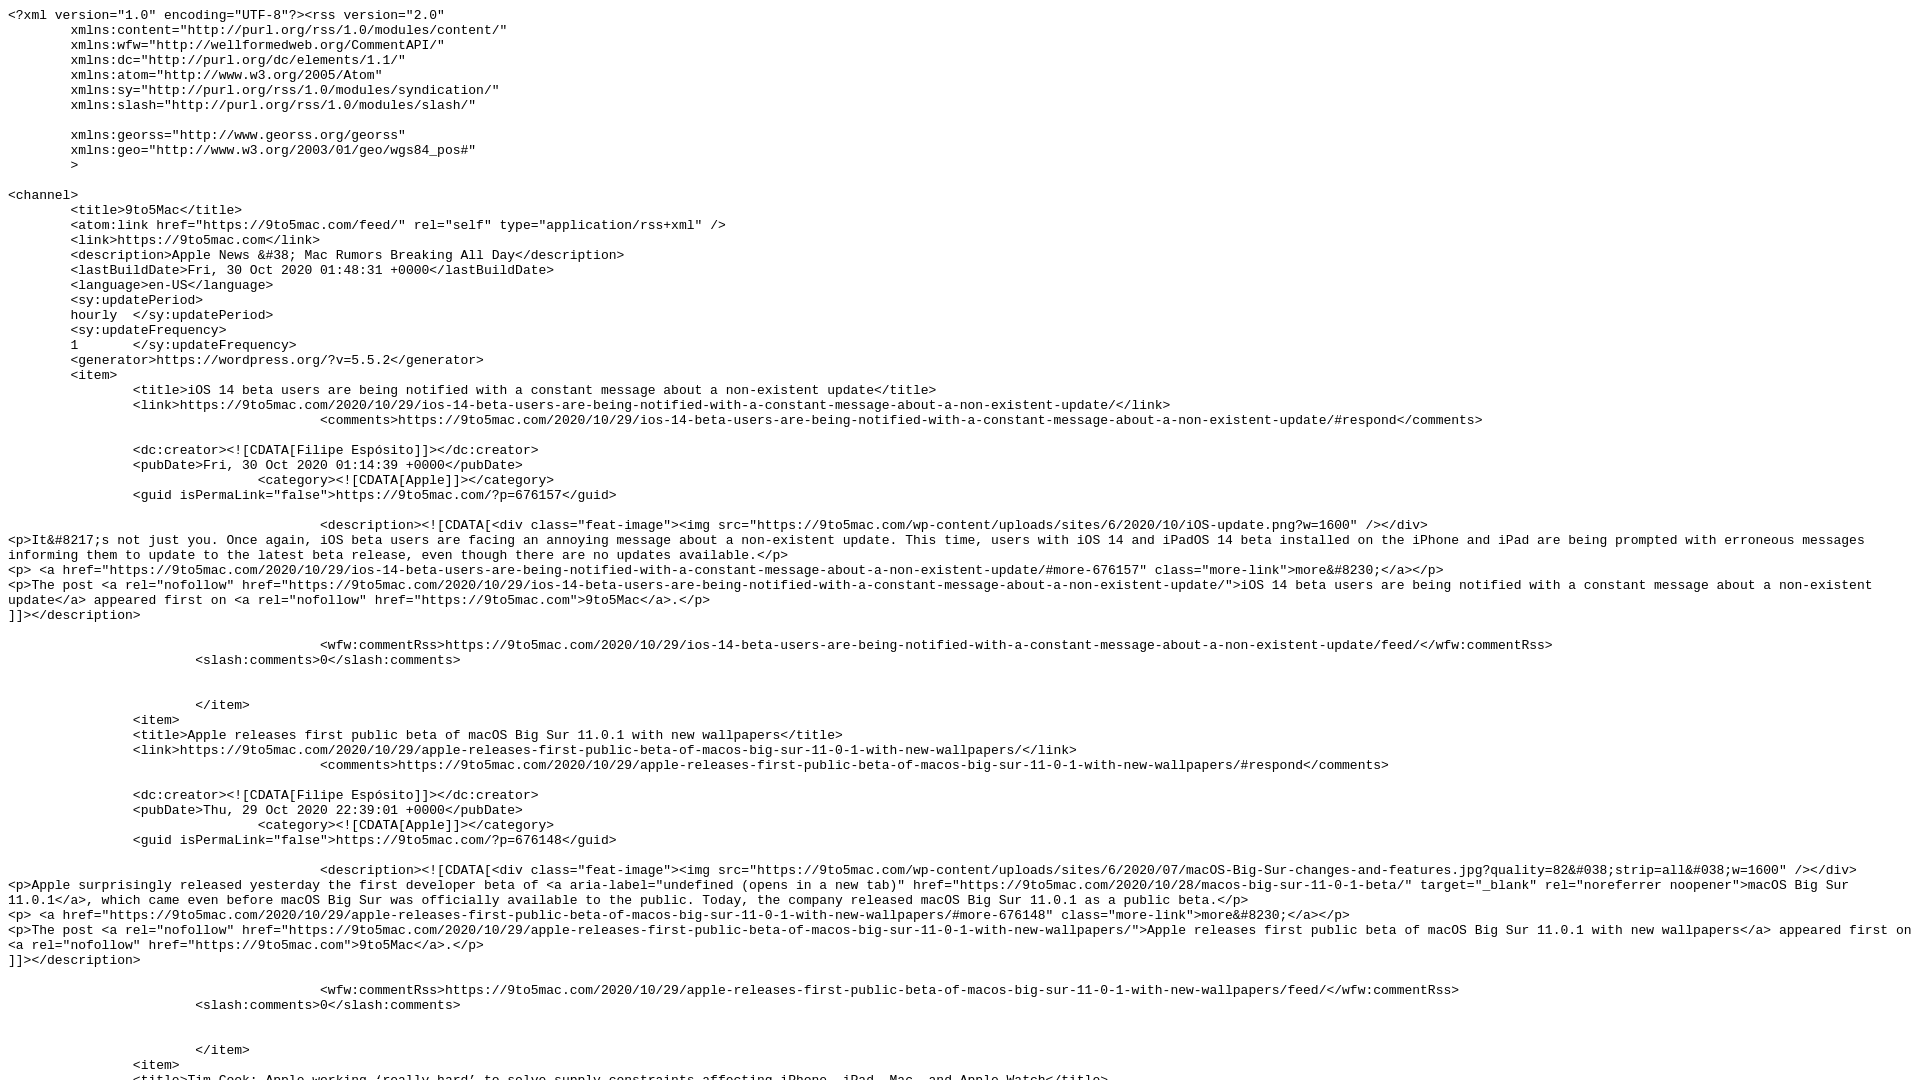 <?xml version="1.0" encoding="UTF-8"?><rss version="2.0"
xmlns:content="http://purl.org/rss/1.0/modules/content/"
xmlns:wfw="http://wellformedweb.org/CommentAPI/"
xmlns:dc="http://purl.org/dc/elements/1.1/"
xmlns:atom="http://www.w3.org/2005/Atom"
xmlns:sy="http://purl.org/rss/1.0/modules/syndication/"
xmlns:slash="http://purl.org/rss/1.0/modules/slash/"
xmlns:georss="http://www.georss.org/georss"
xmlns:geo="http://www.w3.org/2003/01/geo/wgs84_pos#"
>
<channel>
<title>9to5Mac</title>
<atom:link href="https://9to5mac.com/feed/" rel="self" type="application/rss+xml" />
<link>https://9to5mac.com</link>
<description>Apple News &#38; Mac Rumors Breaking All Day</description>
<lastBuildDate>Fri, 30 Oct 2020 01:48:31 +0000</lastBuildDate>
<language>en-US</language>
<sy:updatePeriod>
hourly  </sy:updatePeriod>
<sy:updateFrequency>
1       </sy:updateFrequency>
<generator>https://wordpress.org/?v=5.5.2</generator>
<item>
<title>iOS 14 beta users are being notified with a constant message about a non-existent update</title>
<link>https://9to5mac.com/2020/10/29/ios-14-beta-users-are-being-notified-with-a-constant-message-about-a-non-existent-update/</link>
<comments>https://9to5mac.com/2020/10/29/ios-14-beta-users-are-being-notified-with-a-constant-message-about-a-non-existent-update/#respond</comments>
<dc:creator><![CDATA[Filipe Espósito]]></dc:creator>
<pubDate>Fri, 30 Oct 2020 01:14:39 +0000</pubDate>
<category><![CDATA[Apple]]></category>
<guid isPermaLink="false">https://9to5mac.com/?p=676157</guid>
<description><![CDATA[<div class="feat-image"><img src="https://9to5mac.com/wp-content/uploads/sites/6/2020/10/iOS-update.png?w=1600" /></div>
<p>It&#8217;s not just you. Once again, iOS beta users are facing an annoying message about a non-existent update. This time, users with iOS 14 and iPadOS 14 beta installed on the iPhone and iPad are being prompted with erroneous messages
informing them to update to the latest beta release, even though there are no updates available.</p>
<p> <a href="https://9to5mac.com/2020/10/29/ios-14-beta-users-are-being-notified-with-a-constant-message-about-a-non-existent-update/#more-676157" class="more-link">more&#8230;</a></p>
<p>The post <a rel="nofollow" href="https://9to5mac.com/2020/10/29/ios-14-beta-users-are-being-notified-with-a-constant-message-about-a-non-existent-update/">iOS 14 beta users are being notified with a constant message about a non-existent
update</a> appeared first on <a rel="nofollow" href="https://9to5mac.com">9to5Mac</a>.</p>
]]></description>
<wfw:commentRss>https://9to5mac.com/2020/10/29/ios-14-beta-users-are-being-notified-with-a-constant-message-about-a-non-existent-update/feed/</wfw:commentRss>
<slash:comments>0</slash:comments>
</item>
<item>
<title>Apple releases first public beta of macOS Big Sur 11.0.1 with new wallpapers</title>
<link>https://9to5mac.com/2020/10/29/apple-releases-first-public-beta-of-macos-big-sur-11-0-1-with-new-wallpapers/</link>
<comments>https://9to5mac.com/2020/10/29/apple-releases-first-public-beta-of-macos-big-sur-11-0-1-with-new-wallpapers/#respond</comments>
<dc:creator><![CDATA[Filipe Espósito]]></dc:creator>
<pubDate>Thu, 29 Oct 2020 22:39:01 +0000</pubDate>
<category><![CDATA[Apple]]></category>
<guid isPermaLink="false">https://9to5mac.com/?p=676148</guid>
<description><![CDATA[<div class="feat-image"><img src="https://9to5mac.com/wp-content/uploads/sites/6/2020/07/macOS-Big-Sur-changes-and-features.jpg?quality=82&#038;strip=all&#038;w=1600" /></div>
<p>Apple surprisingly released yesterday the first developer beta of <a aria-label="undefined (opens in a new tab)" href="https://9to5mac.com/2020/10/28/macos-big-sur-11-0-1-beta/" target="_blank" rel="noreferrer noopener">macOS Big Sur
11.0.1</a>, which came even before macOS Big Sur was officially available to the public. Today, the company released macOS Big Sur 11.0.1 as a public beta.</p>
<p> <a href="https://9to5mac.com/2020/10/29/apple-releases-first-public-beta-of-macos-big-sur-11-0-1-with-new-wallpapers/#more-676148" class="more-link">more&#8230;</a></p>
<p>The post <a rel="nofollow" href="https://9to5mac.com/2020/10/29/apple-releases-first-public-beta-of-macos-big-sur-11-0-1-with-new-wallpapers/">Apple releases first public beta of macOS Big Sur 11.0.1 with new wallpapers</a> appeared first on
<a rel="nofollow" href="https://9to5mac.com">9to5Mac</a>.</p>
]]></description>
<wfw:commentRss>https://9to5mac.com/2020/10/29/apple-releases-first-public-beta-of-macos-big-sur-11-0-1-with-new-wallpapers/feed/</wfw:commentRss>
<slash:comments>0</slash:comments>
</item>
<item>
<title>Tim Cook: Apple working ‘really hard’ to solve supply constraints affecting iPhone, iPad, Mac, and Apple Watch</title>